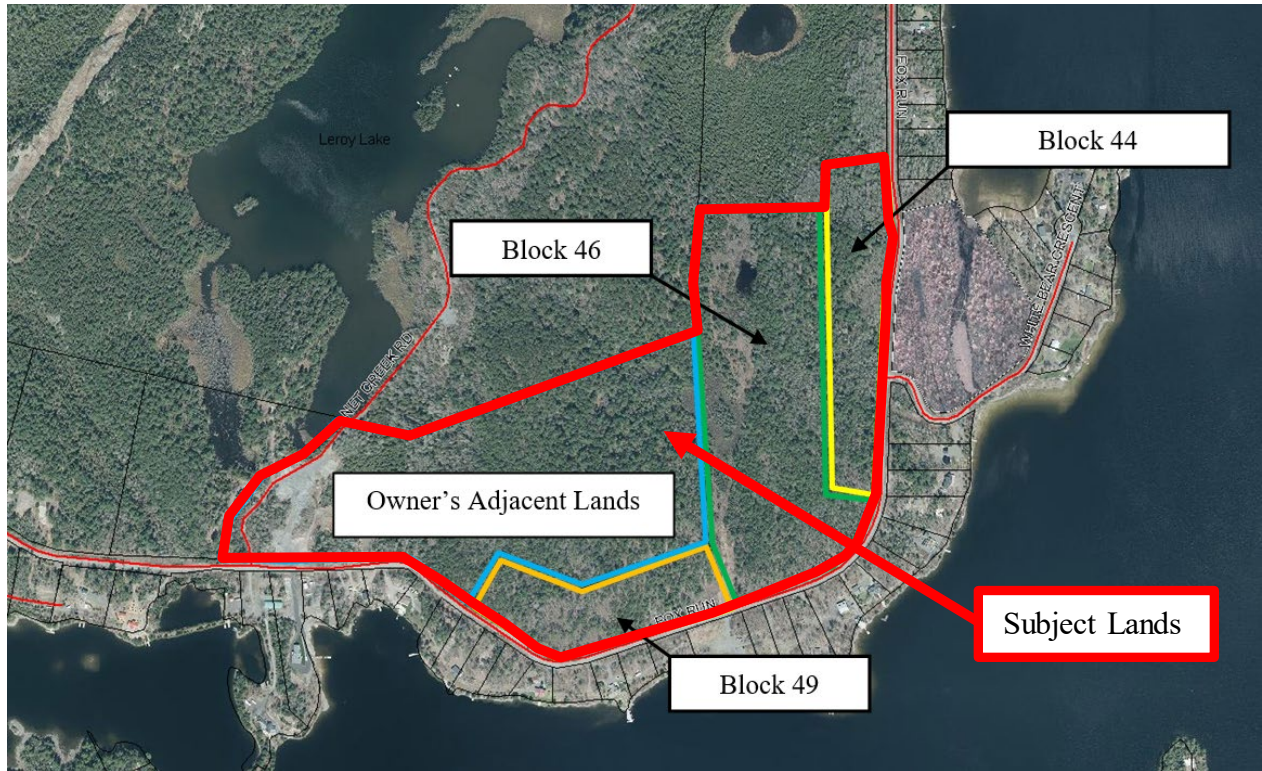 Leroy Lake
FOX RUN
Block 44
Block 46
WHITE BEAR CRESCENT
NET CREEK RD
Owner’s Adjacent Lands
Subject Lands
FOX RUN
Block 49